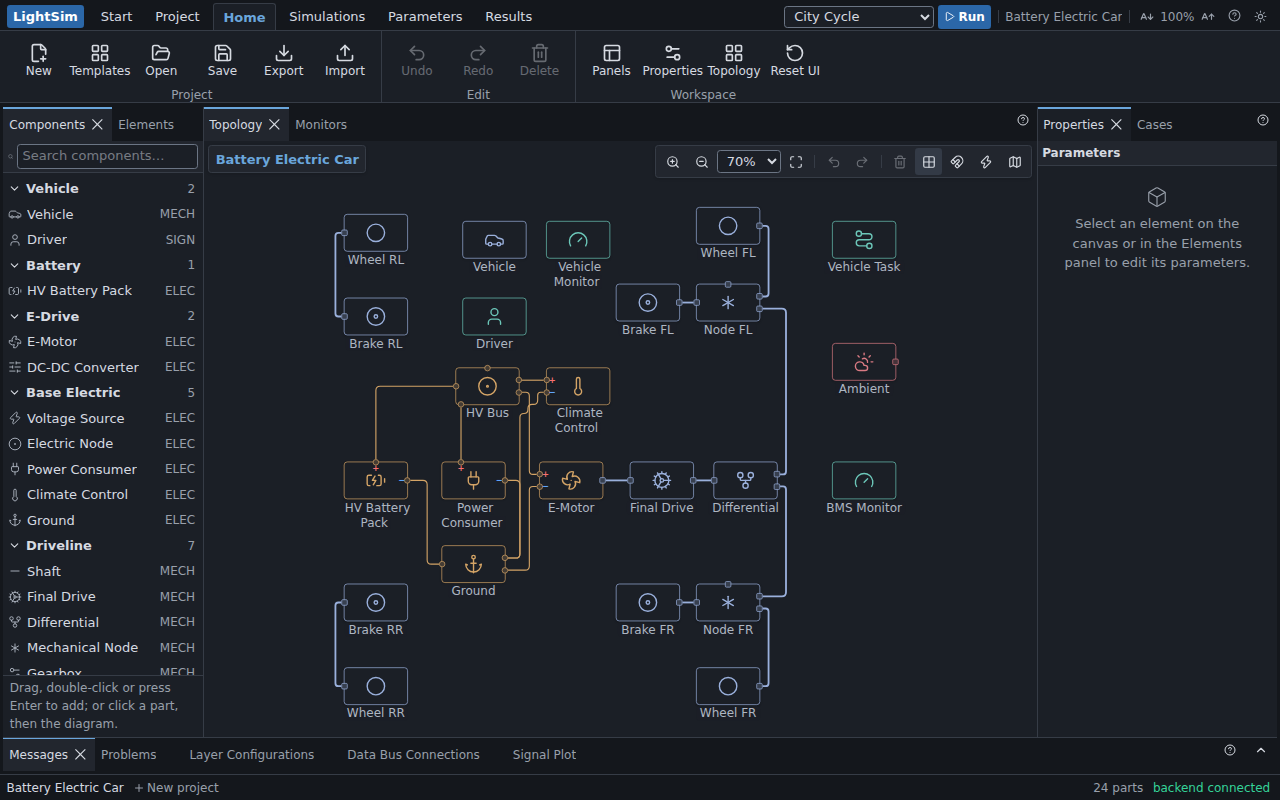 LightSim Start Project Home Simulations Parameters Results City Cycle Run Battery Electric Car A 100% A
New Templates Open Save Export Import Undo Redo Delete Panels Properties Topology Reset UI
Project Edit Workspace
Components Elements Topology Monitors Properties Cases
Search components...
Battery Electric Car 70% Parameters
Vehicle 2
Vehicle MECH
Driver SIGN
Battery 1
HV Battery Pack ELEC
E-Drive 2
E-Motor ELEC
DC-DC Converter ELEC
Base Electric 5
Voltage Source ELEC
Electric Node ELEC
Power Consumer ELEC
Climate Control ELEC
Ground ELEC
Driveline 7
Shaft MECH
Final Drive MECH
Differential MECH
Mechanical Node MECH
Gearbox MECH
Drag, double-click or press
Enter to add; or click a part,
then the diagram.
Wheel RL
Vehicle
Vehicle
Monitor
Wheel FL
Vehicle Task
Brake RL
Driver
Brake FL
Node FL
Ambient
HV Bus
Climate
Control
HV Battery
Pack
Power
Consumer
E-Motor
Final Drive
Differential
BMS Monitor
Ground
Brake RR
Brake FR
Node FR
Wheel RR
Wheel FR
Select an element on the
canvas or in the Elements
panel to edit its parameters.
Messages Problems Layer Configurations Data Bus Connections Signal Plot
Battery Electric Car + New project 24 parts backend connected